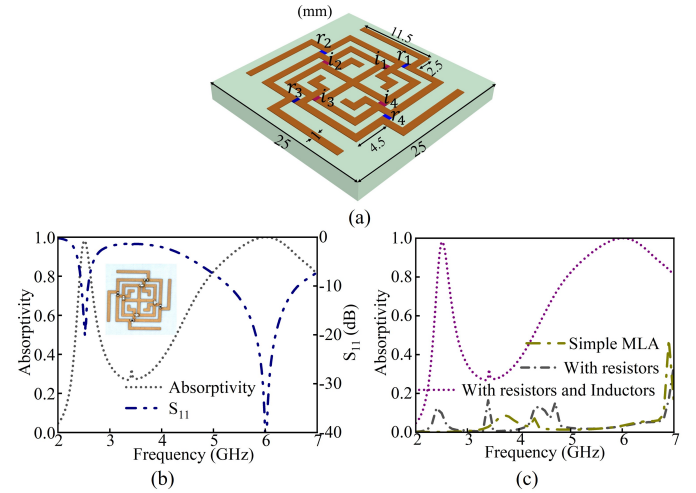 (mm)
11.5
r2
r1
i2
i1
2.5
r3
i3
i4
r4
1
4.5
25
25
(a)
1.0
0.8
0.6
0.4
0.2
0.0
Absorptivity
0
-10
-20
-30
-40
S11 (dB)
Absorptivity
S11
2 3 4 5 6 7
Frequency (GHz)
(b)
1.0
0.8
0.6
0.4
0.2
0.0
Absorptivity
Simple MLA
With resistors
With resistors and Inductors
2 3 4 5 6 7
Frequency (GHz)
(c)